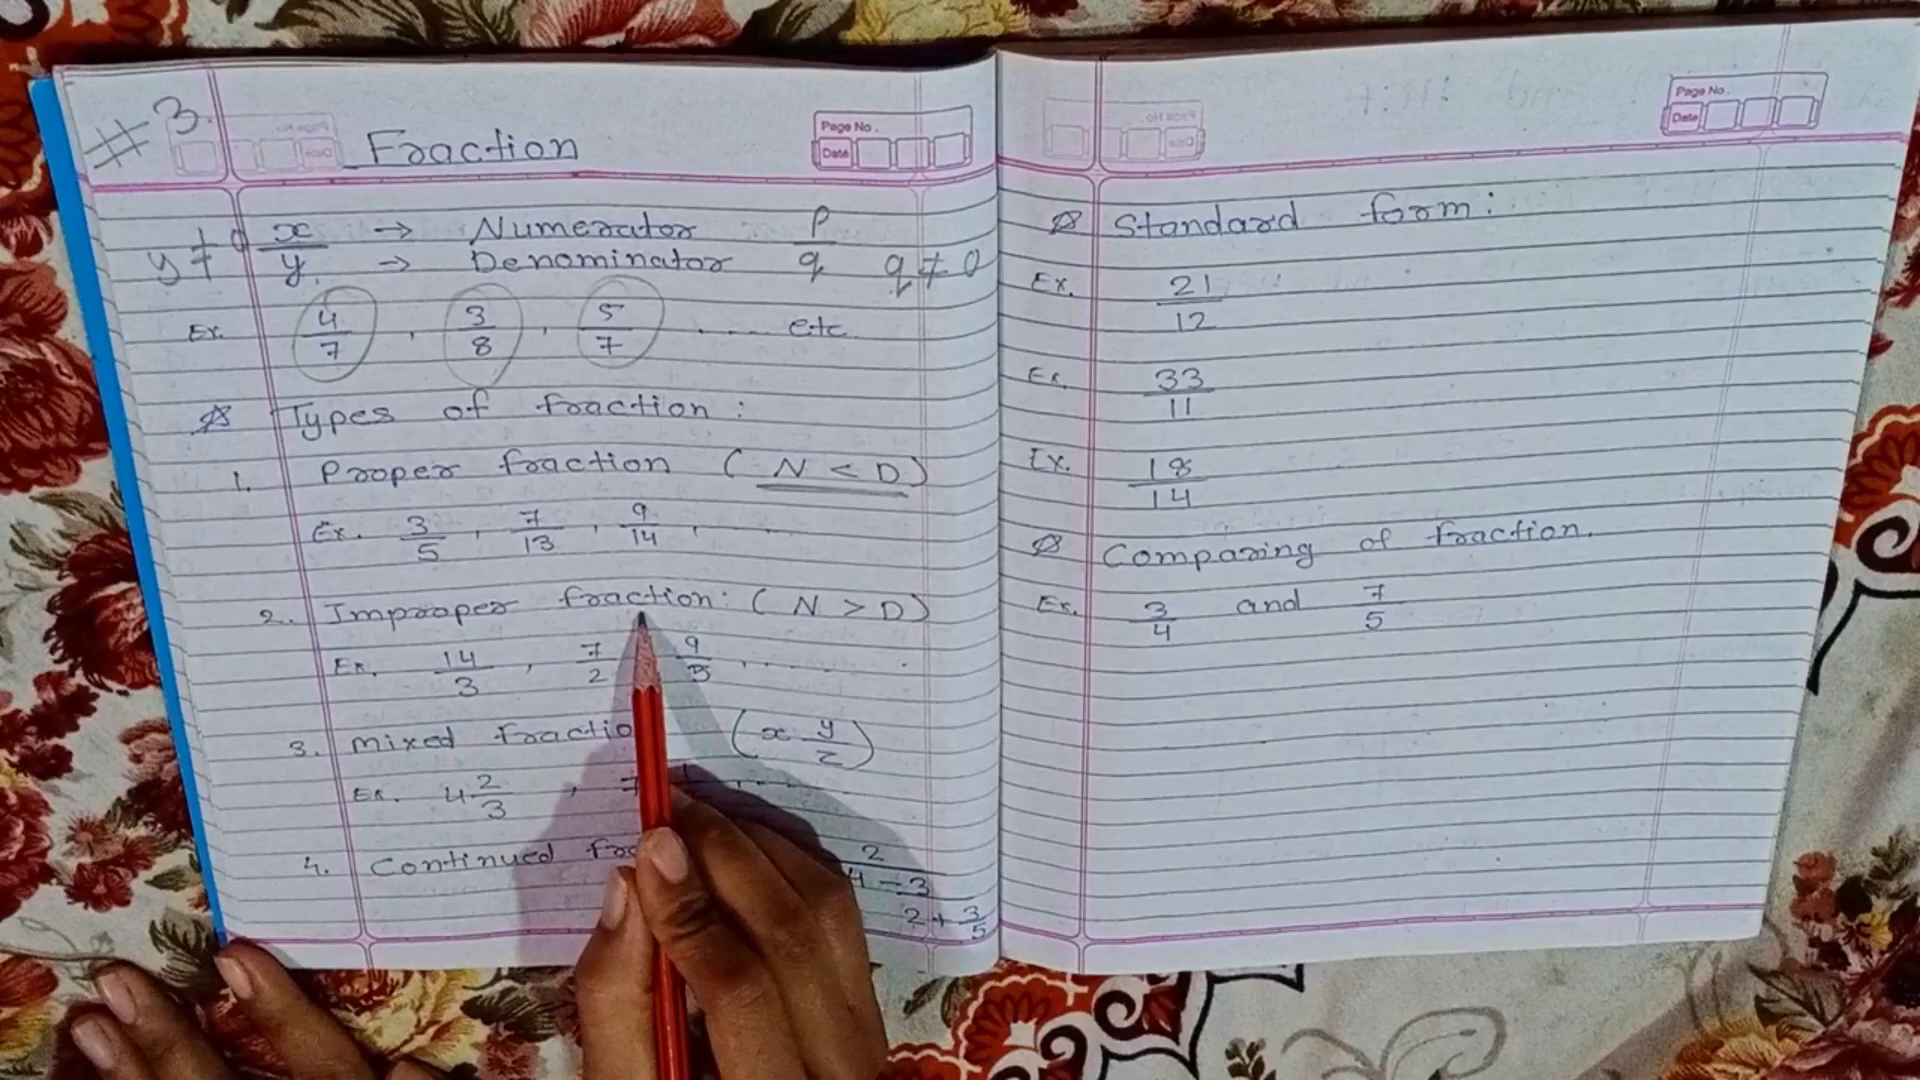 # 3.
Fraction
Page No.
Date
y ≠ 0 x/y → Numerator p/q
→ Denominator q ≠ 0
Ex. 4/7 , 3/8 , 5/7 ..... etc.
Types of fraction :
1. Proper fraction ( N < D )
Ex. 3/5 , 7/13 , 9/14 , .....
2. Improper fraction : ( N > D )
Ex. 14/3 , 7/2 9/5 , .....
3. Mixed fractio ( x y/z )
Ex. 4 2/3 , 7
4. Continued 2
4 - 3
2 + 3/5
Page No.
Date
Standard form :
Ex. 21/12
Ex. 33/11
Ex. 18/14
Comparing of fraction.
Ex. 3/4 and 7/5